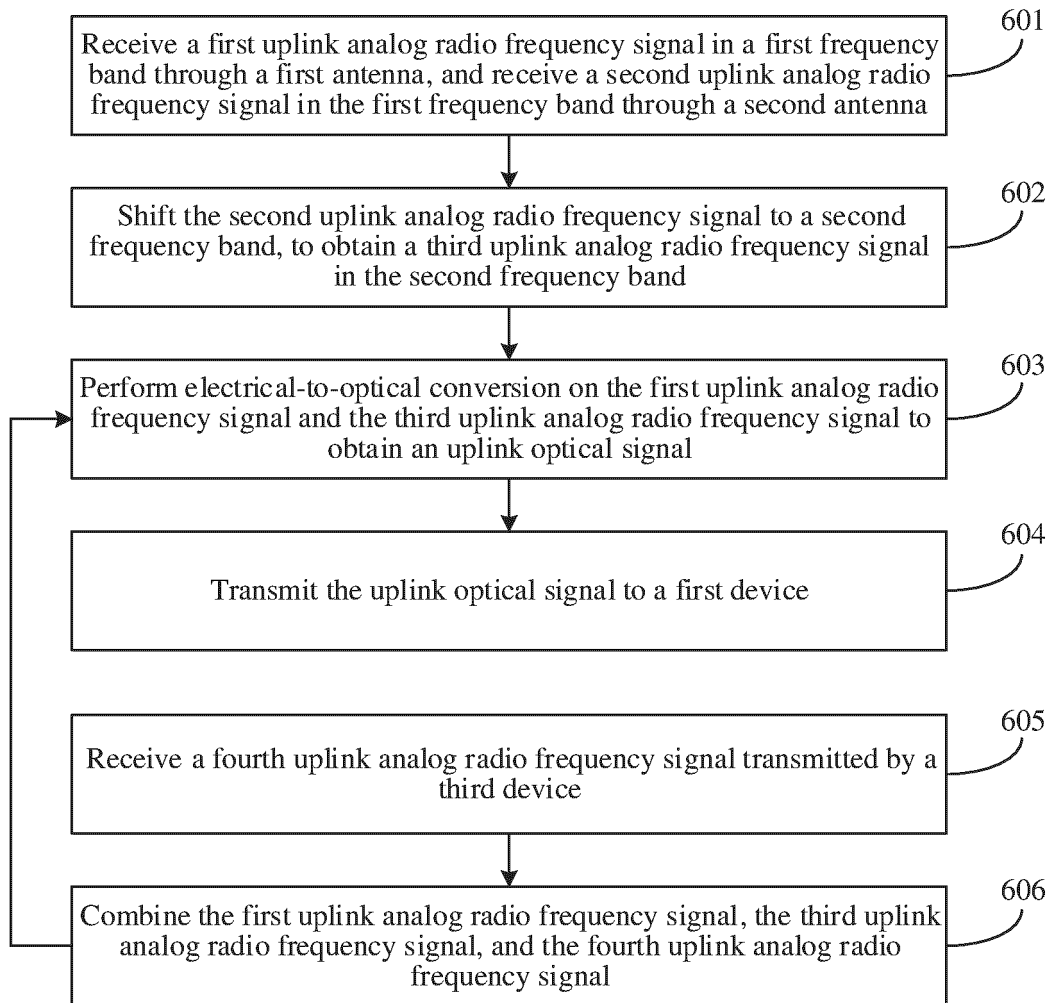 601
Receive a first uplink analog radio frequency signal in a first frequency
band through a first antenna, and receive a second uplink analog radio
frequency signal in the first frequency band through a second antenna
602
Shift the second uplink analog radio frequency signal to a second
frequency band, to obtain a third uplink analog radio frequency signal
in the second frequency band
603
Perform electrical-to-optical conversion on the first uplink analog radio
frequency signal and the third uplink analog radio frequency signal to
obtain an uplink optical signal
604
Transmit the uplink optical signal to a first device
605
Receive a fourth uplink analog radio frequency signal transmitted by a
third device
606
Combine the first uplink analog radio frequency signal, the third uplink
analog radio frequency signal, and the fourth uplink analog radio
frequency signal